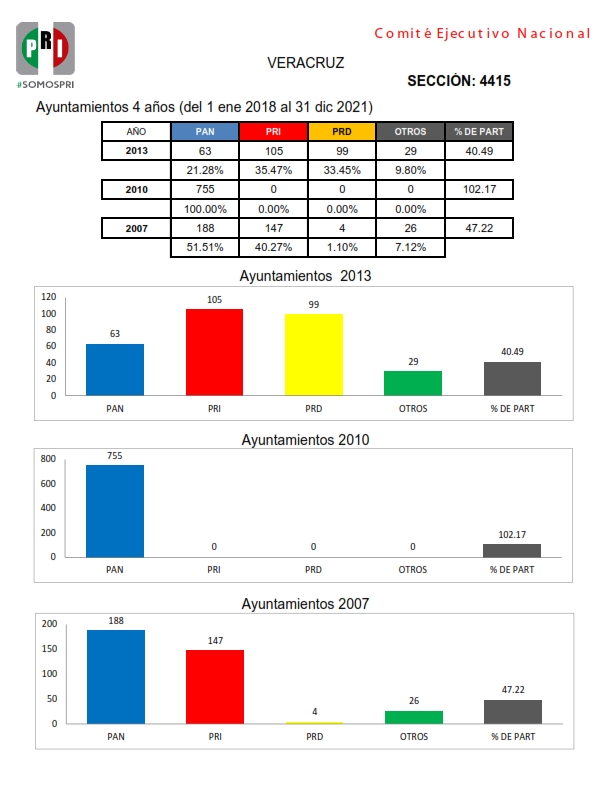 Comité Ejecutivo Nacional
PRI
#SOMOSPRI
VERACRUZ
SECCIÓN: 4415
Ayuntamientos 4 años (del 1 ene 2018 al 31 dic 2021)
AÑO PAN PRI PRD OTROS % DE PART
2013 63 105 99 29 40.49
21.28% 35.47% 33.45% 9.80%
2010 755 0 0 0 102.17
100.00% 0.00% 0.00% 0.00%
2007 188 147 4 26 47.22
51.51% 40.27% 1.10% 7.12%
Ayuntamientos 2013
120
100
80
60
40
20
0
63
105
99
29
40.49
PAN PRI PRD OTROS % DE PART
Ayuntamientos 2010
800
600
400
200
0
755
0
0
0
102.17
PAN PRI PRD OTROS % DE PART
Ayuntamientos 2007
200
150
100
50
0
188
147
4
26
47.22
PAN PRI PRD OTROS % DE PART